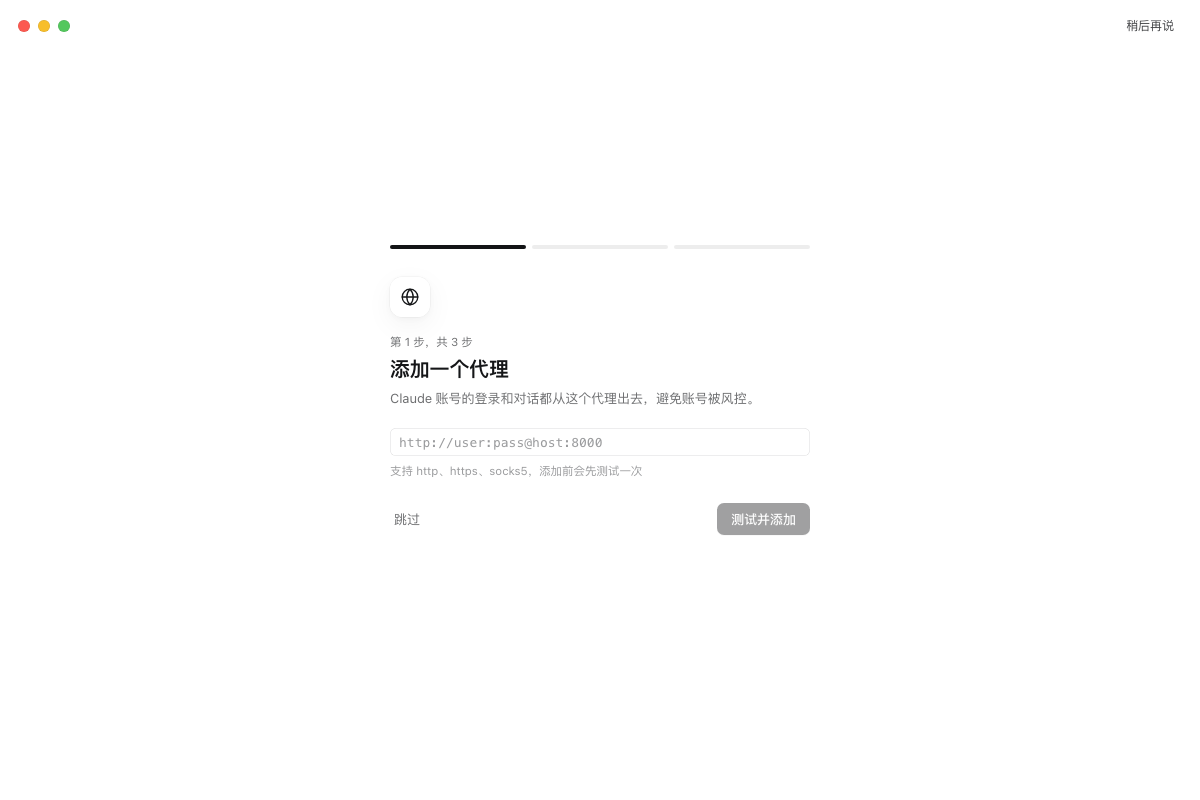 稍后再说
第 1 步，共 3 步
添加一个代理
Claude 账号的登录和对话都从这个代理出去，避免账号被风控。
http://user:pass@host:8000
支持 http、https、socks5，添加前会先测试一次
跳过
测试并添加